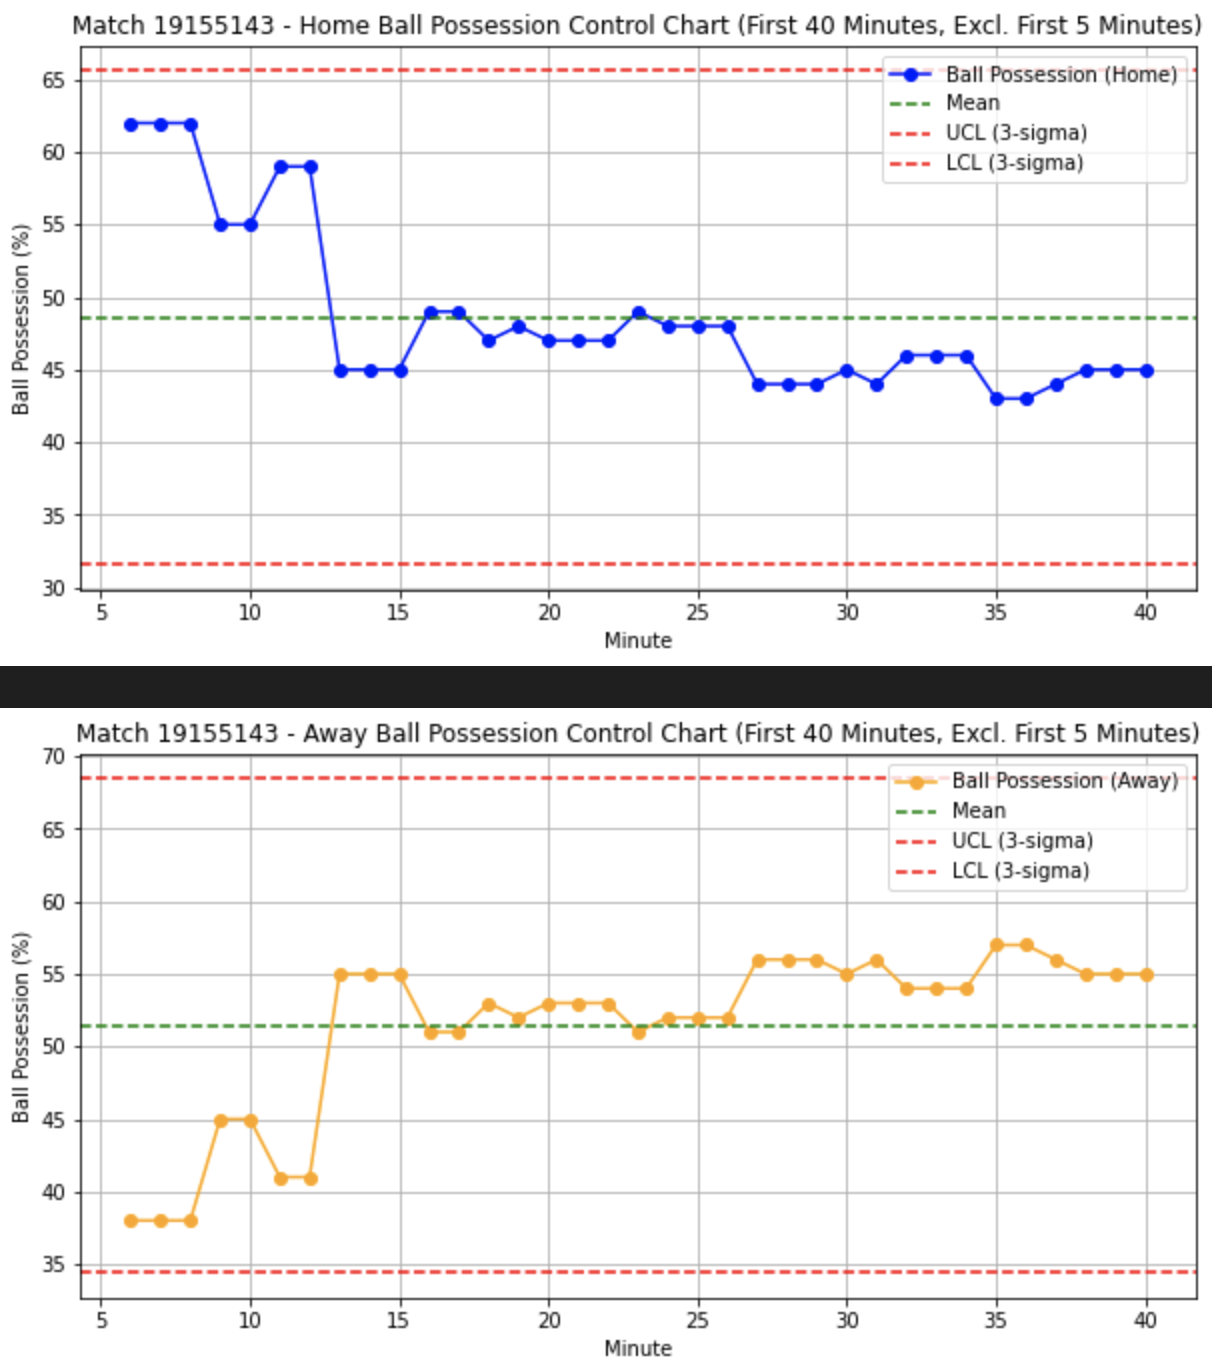 Match 19155143 - Home Ball Possession Control Chart (First 40 Minutes, Excl. First 5 Minutes)
Ball Possession (Home)
Mean
UCL (3-sigma)
LCL (3-sigma)
Ball Possession (%)
65
60
55
50
45
40
35
30
5 10 15 20 25 30 35 40
Minute
Match 19155143 - Away Ball Possession Control Chart (First 40 Minutes, Excl. First 5 Minutes)
Ball Possession (Away)
Mean
UCL (3-sigma)
LCL (3-sigma)
Ball Possession (%)
70
65
60
55
50
45
40
35
5 10 15 20 25 30 35 40
Minute